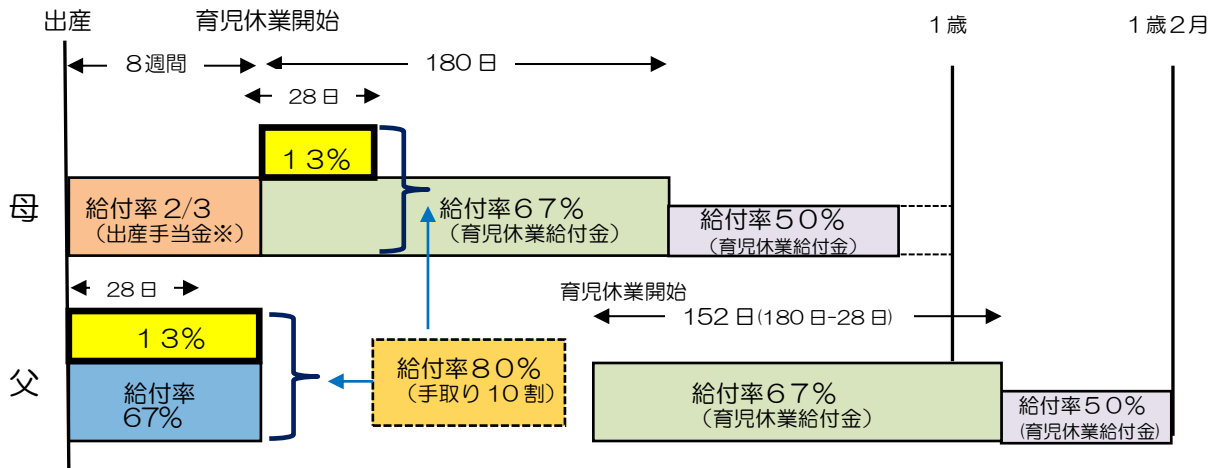 出産
育児休業開始
1歳
1歳2月
8週間
180日
28日
13%
母
給付率2/3
(出産手当金※)
給付率67%
(育児休業給付金)
給付率50%
(育児休業給付金)
28日
育児休業開始
152日(180日-28日)
13%
父
給付率
67%
給付率80%
(手取り10割)
給付率67%
(育児休業給付金)
給付率50%
(育児休業給付金)